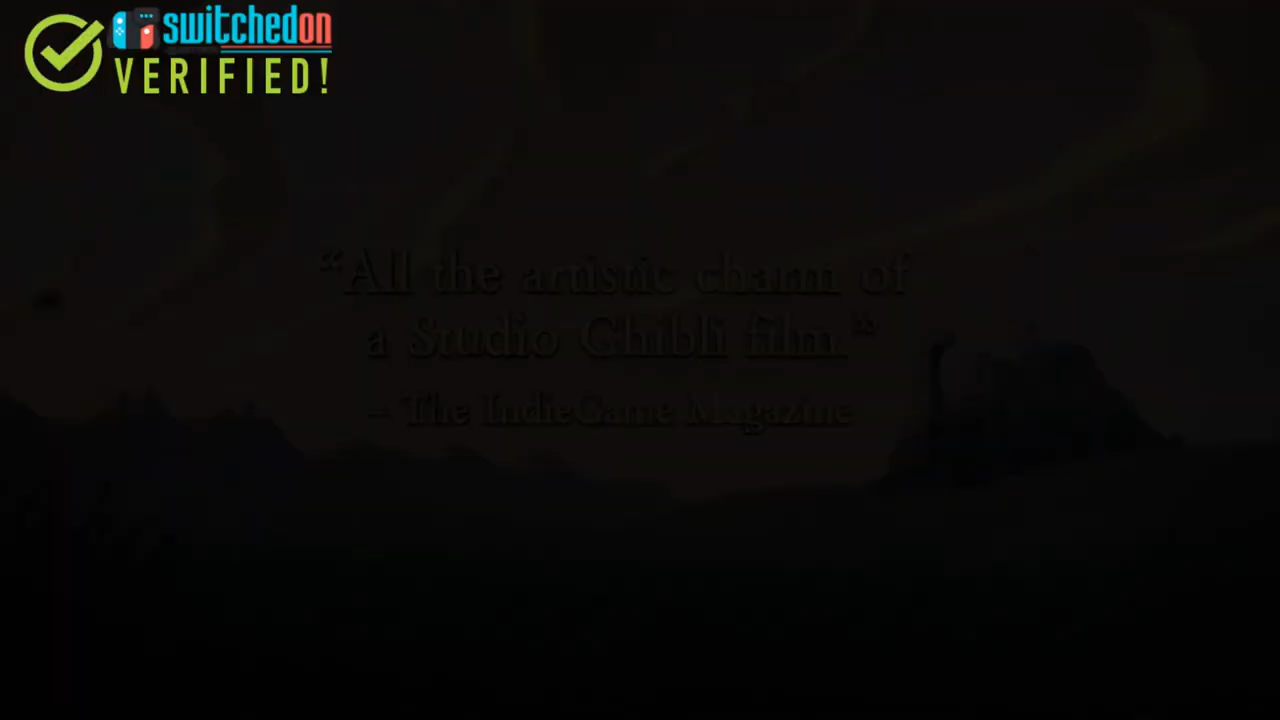 switchedon
VERIFIED!
“All the artistic charm of
a Studio Ghibli film.”
– The IndieGame Magazine